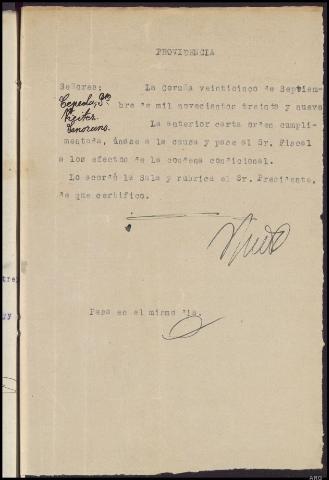 PROVIDENCIA
Señores: La Coruña veinticinco de Septiem-
Cepeda, bre de mil novecientos treinta y nueve
La anterior carta orden cumpli-
mentada, únase a la causa y pase al Sr. Fiscal
a los efectos de la condena condicional.
Lo acordó la Sala y rubrica el Sr. Presidente,
de que certifico.
Pasa en el mismo día.